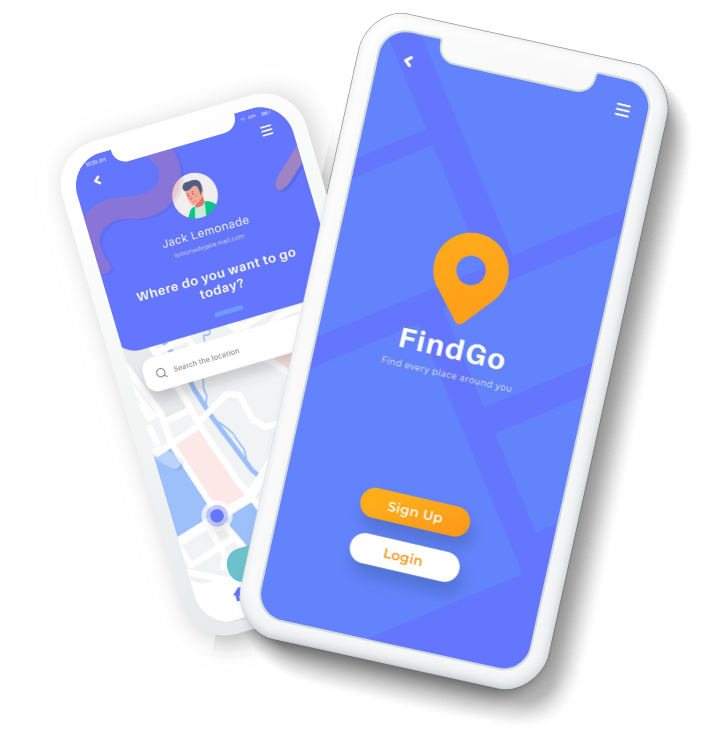 10:30 AM
Jack Lemonade
lemonadejake.mail.com
Where do you want to go
today?
Search the location
FindGo
Find every place around you
Sign Up
Login